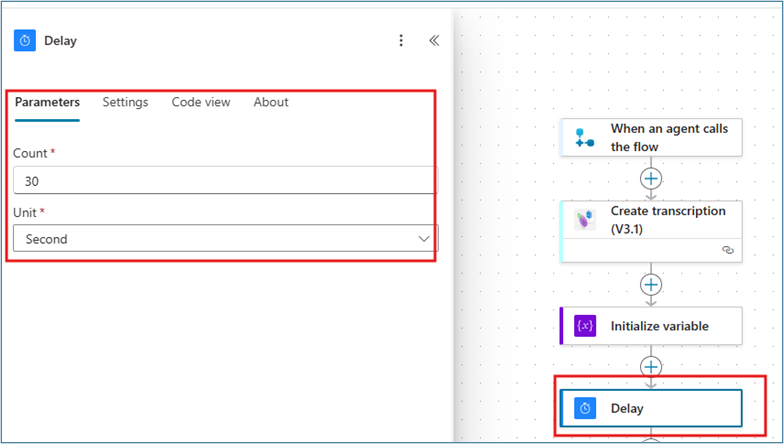 Delay
Parameters Settings Code view About
Count *
30
Unit *
Second
When an agent calls
the flow
Create transcription
(V3.1)
{x} Initialize variable
Delay